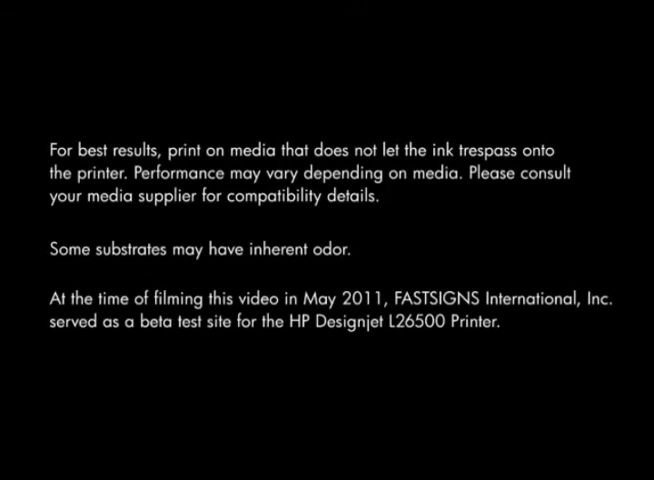 For best results, print on media that does not let the ink trespass onto
the printer. Performance may vary depending on media. Please consult
your media supplier for compatibility details.
Some substrates may have inherent odor.
At the time of filming this video in May 2011, FASTSIGNS International, Inc.
served as a beta test site for the HP Designjet L26500 Printer.